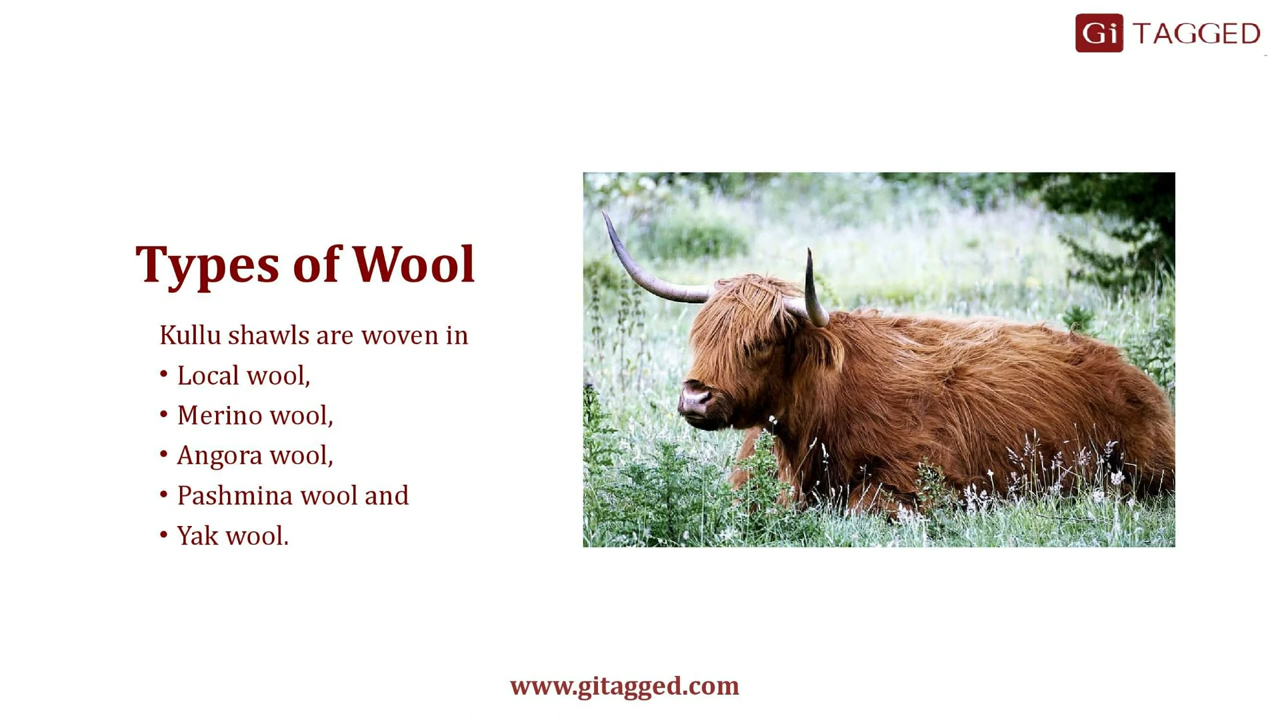 Gi TAGGED
Types of Wool
Kullu shawls are woven in
• Local wool,
• Merino wool,
• Angora wool,
• Pashmina wool and
• Yak wool.
www.gitagged.com